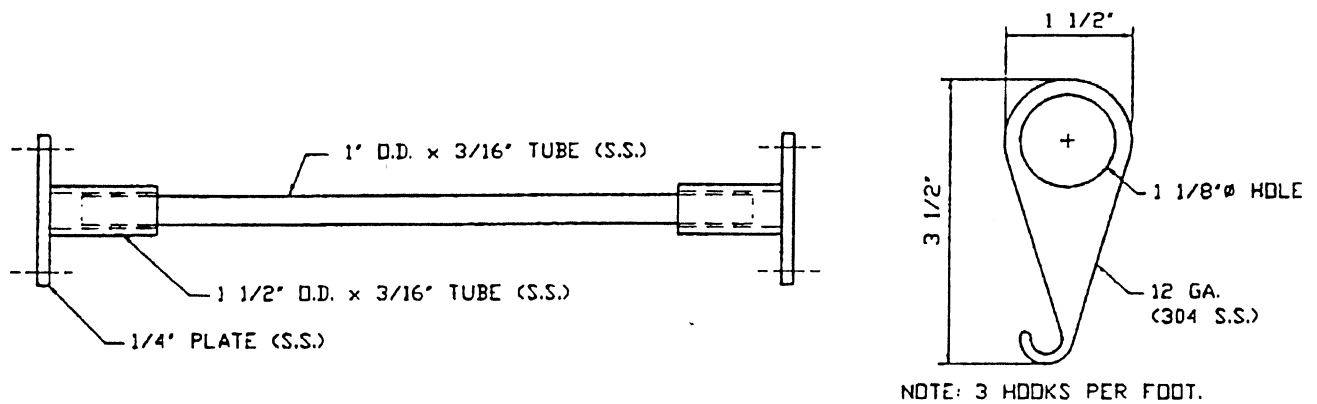 1" O.D. x 3/16" TUBE (S.S.)
1 1/2" O.D. x 3/16" TUBE (S.S.)
1/4" PLATE (S.S.)
1 1/2"
3 1/2"
1 1/8"Ø HOLE
12 GA.
(304 S.S.)
NOTE: 3 HOOKS PER FOOT.